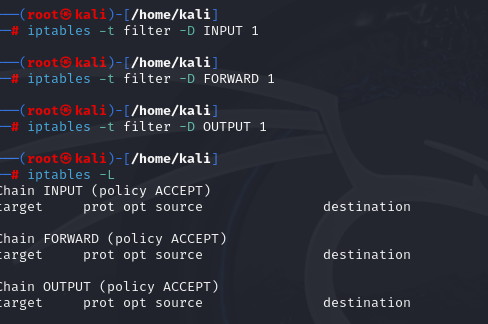 ──(root㉿kali)-[/home/kali]
─# iptables -t filter -D INPUT 1
──(root㉿kali)-[/home/kali]
─# iptables -t filter -D FORWARD 1
──(root㉿kali)-[/home/kali]
─# iptables -t filter -D OUTPUT 1
──(root㉿kali)-[/home/kali]
─# iptables -L
Chain INPUT (policy ACCEPT)
target     prot opt source               destination
Chain FORWARD (policy ACCEPT)
target     prot opt source               destination
Chain OUTPUT (policy ACCEPT)
target     prot opt source               destination